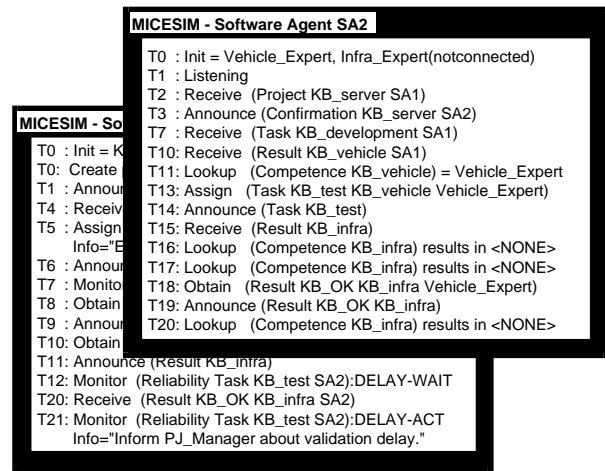 MICESIM - Software Agent SA2
T0 : Init = Vehicle_Expert, Infra_Expert(notconnected)
T1 : Listening
T2 : Receive (Project KB_server SA1)
T3 : Announce (Confirmation KB_server SA2)
T7 : Receive (Task KB_development SA1)
T10: Receive (Result KB_vehicle SA1)
T11: Lookup (Competence KB_vehicle) = Vehicle_Expert
T13: Assign (Task KB_test KB_vehicle Vehicle_Expert)
T14: Announce (Task KB_test)
T15: Receive (Result KB_infra)
T16: Lookup (Competence KB_infra) results in <NONE>
T17: Lookup (Competence KB_infra) results in <NONE>
T18: Obtain (Result KB_OK KB_infra Vehicle_Expert)
T19: Announce (Result KB_OK KB_infra)
T20: Lookup (Competence KB_infra) results in <NONE>
MICESIM - So
T0 : Init = K
T0: Create
T1 : Announ
T4 : Receiv
T5 : Assign
Info="E
T6 : Announ
T7 : Monito
T8 : Obtain
T9 : Announ
T10: Obtain
T11: Announce (Result KB_infra)
T12: Monitor (Reliability Task KB_test SA2):DELAY-WAIT
T20: Receive (Result KB_OK KB_infra SA2)
T21: Monitor (Reliability Task KB_test SA2):DELAY-ACT
Info="Inform PJ_Manager about validation delay."